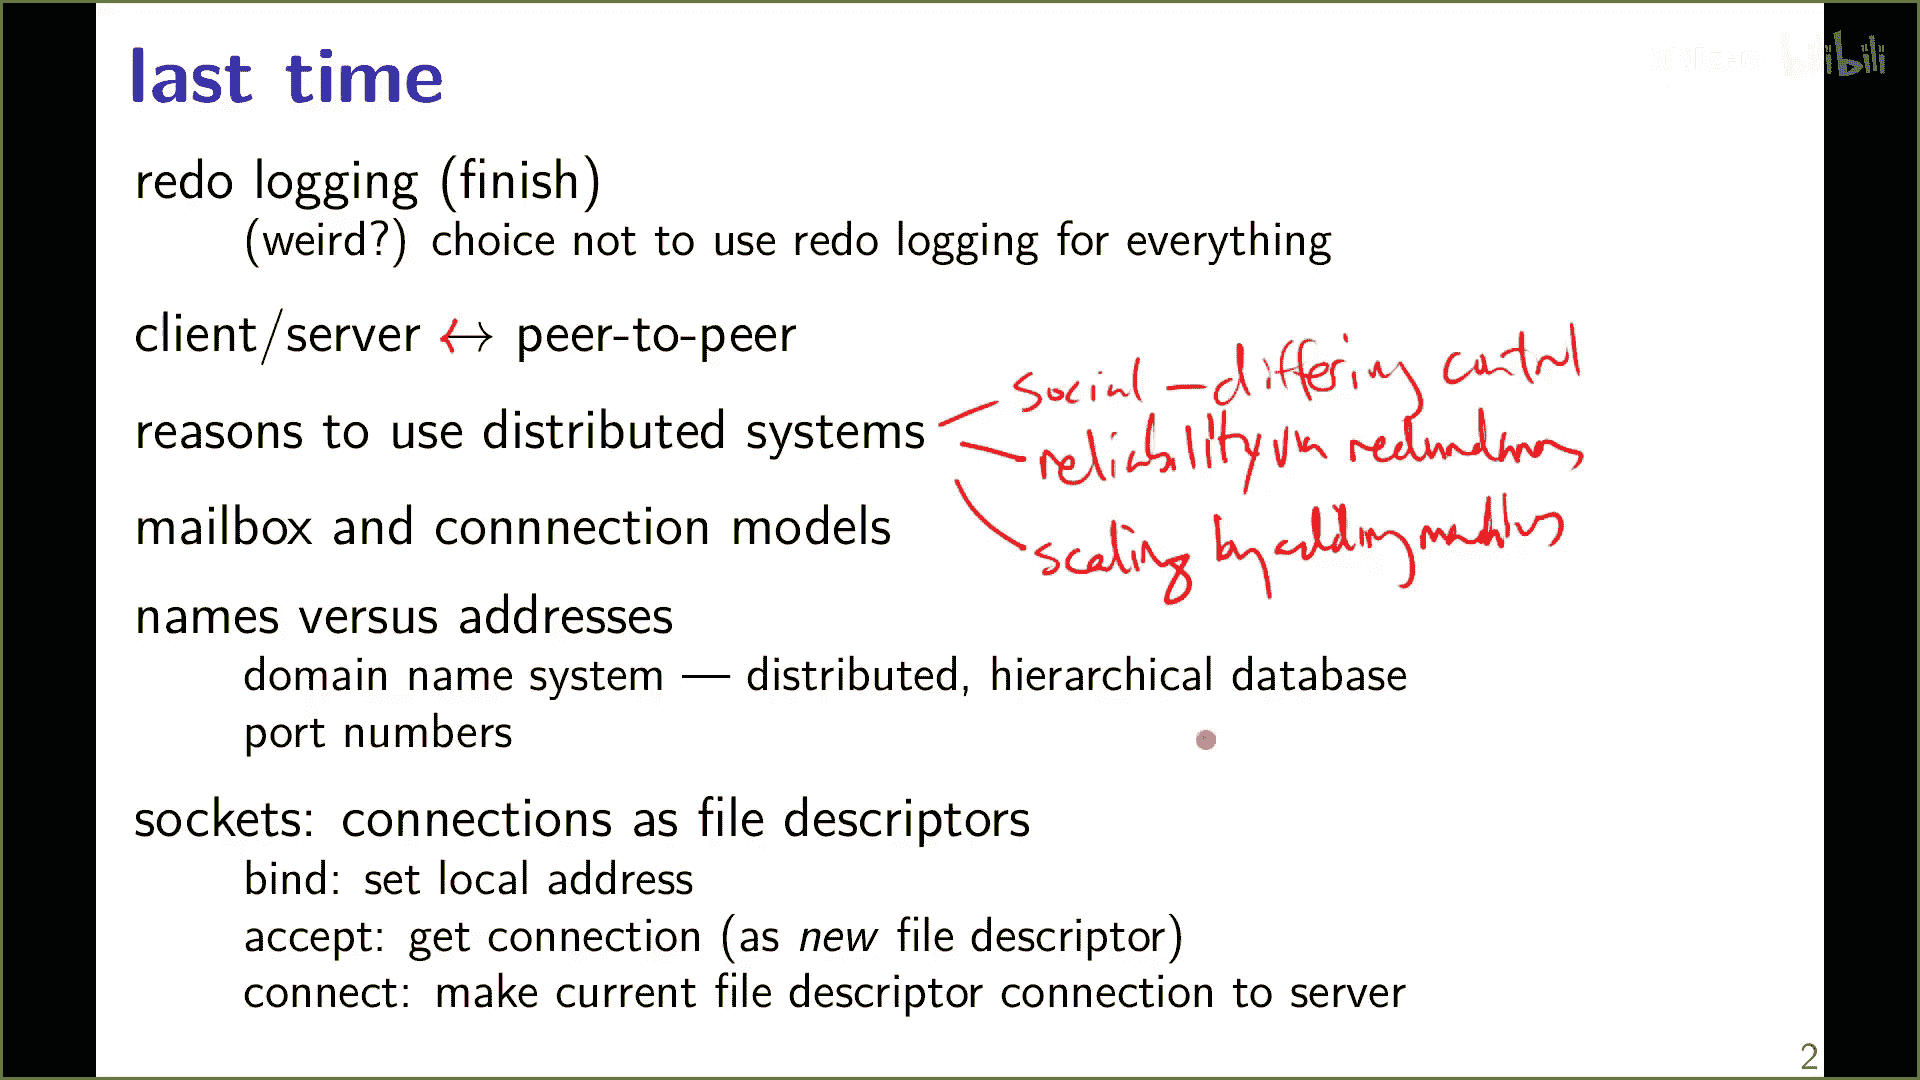 last time
redo logging (finish)
(weird?) choice not to use redo logging for everything
client/server ↔ peer-to-peer
reasons to use distributed systems
social — differing control
reliability via redundancy
scaling by adding machines
mailbox and connnection models
names versus addresses
domain name system — distributed, hierarchical database
port numbers
sockets: connections as file descriptors
bind: set local address
accept: get connection (as new file descriptor)
connect: make current file descriptor connection to server
2
bilibili